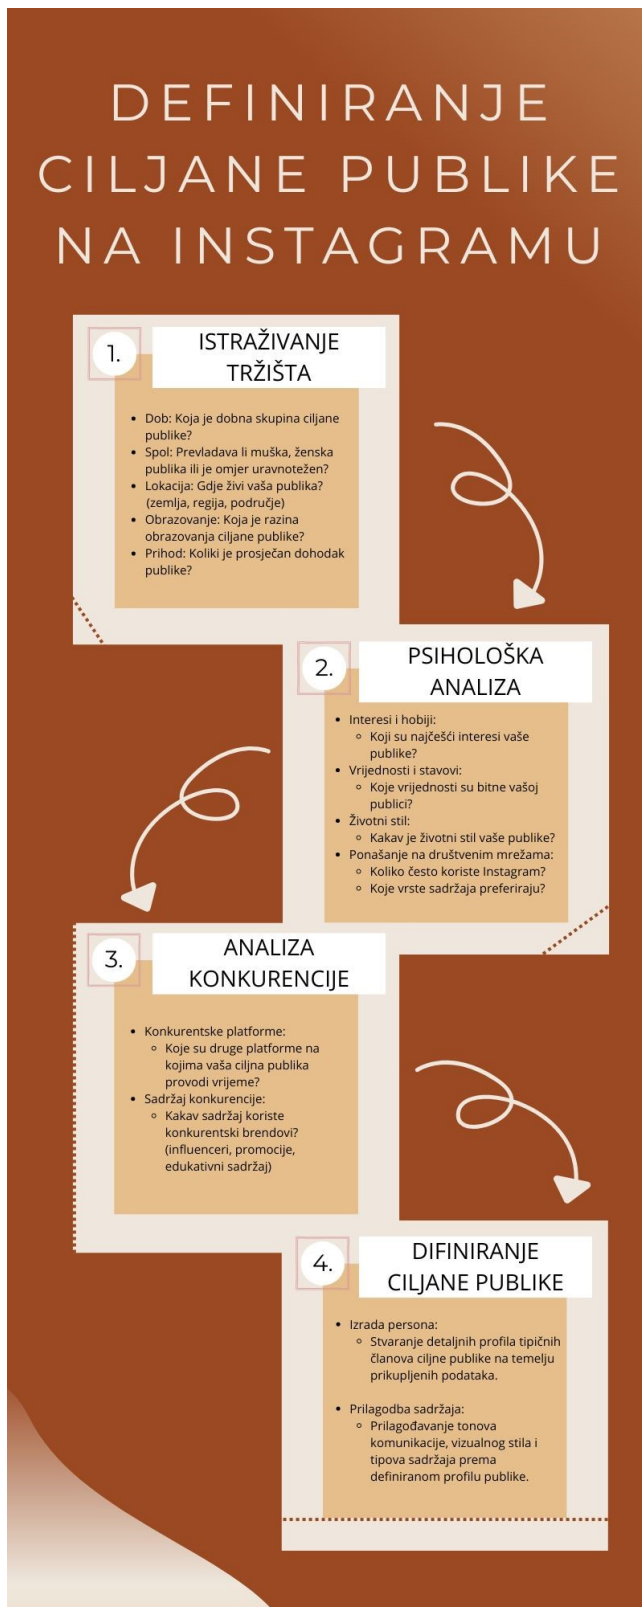 DEFINIRANJE
CILJANE PUBLIKE
NA INSTAGRAMU
1.
ISTRAŽIVANJE
TRŽIŠTA
• Dob: Koja je dobna skupina ciljane
publike?
• Spol: Prevladava li muška, ženska
publika ili je omjer uravnotežen?
• Lokacija: Gdje živi vaša publika?
(zemlja, regija, područje)
• Obrazovanje: Koja je razina
obrazovanja ciljane publike?
• Prihod: Koliki je prosječan dohodak
publike?
2.
PSIHOLOŠKA
ANALIZA
• Interesi i hobiji:
◦ Koji su najčešći interesi vaše
publike?
• Vrijednosti i stavovi:
◦ Koje vrijednosti su bitne vašoj
publici?
• Životni stil:
◦ Kakav je životni stil vaše publike?
• Ponašanje na društvenim mrežama:
◦ Koliko često koriste Instagram?
◦ Koje vrste sadržaja preferiraju?
3.
ANALIZA
KONKURENCIJE
• Konkurentske platforme:
◦ Koje su druge platforme na
kojima vaša ciljna publika
provodi vrijeme?
• Sadržaj konkurencije:
◦ Kakav sadržaj koriste
konkurentski brendovi?
(influenceri, promocije,
edukativni sadržaj)
4.
DIFINIRANJE
CILJANE PUBLIKE
• Izrada persona:
◦ Stvaranje detaljnih profila tipičnih
članova ciljne publike na temelju
prikupljenih podataka.
• Prilagodba sadržaja:
◦ Prilagođavanje tonova
komunikacije, vizualnog stila i
tipova sadržaja prema
definiranom profilu publike.